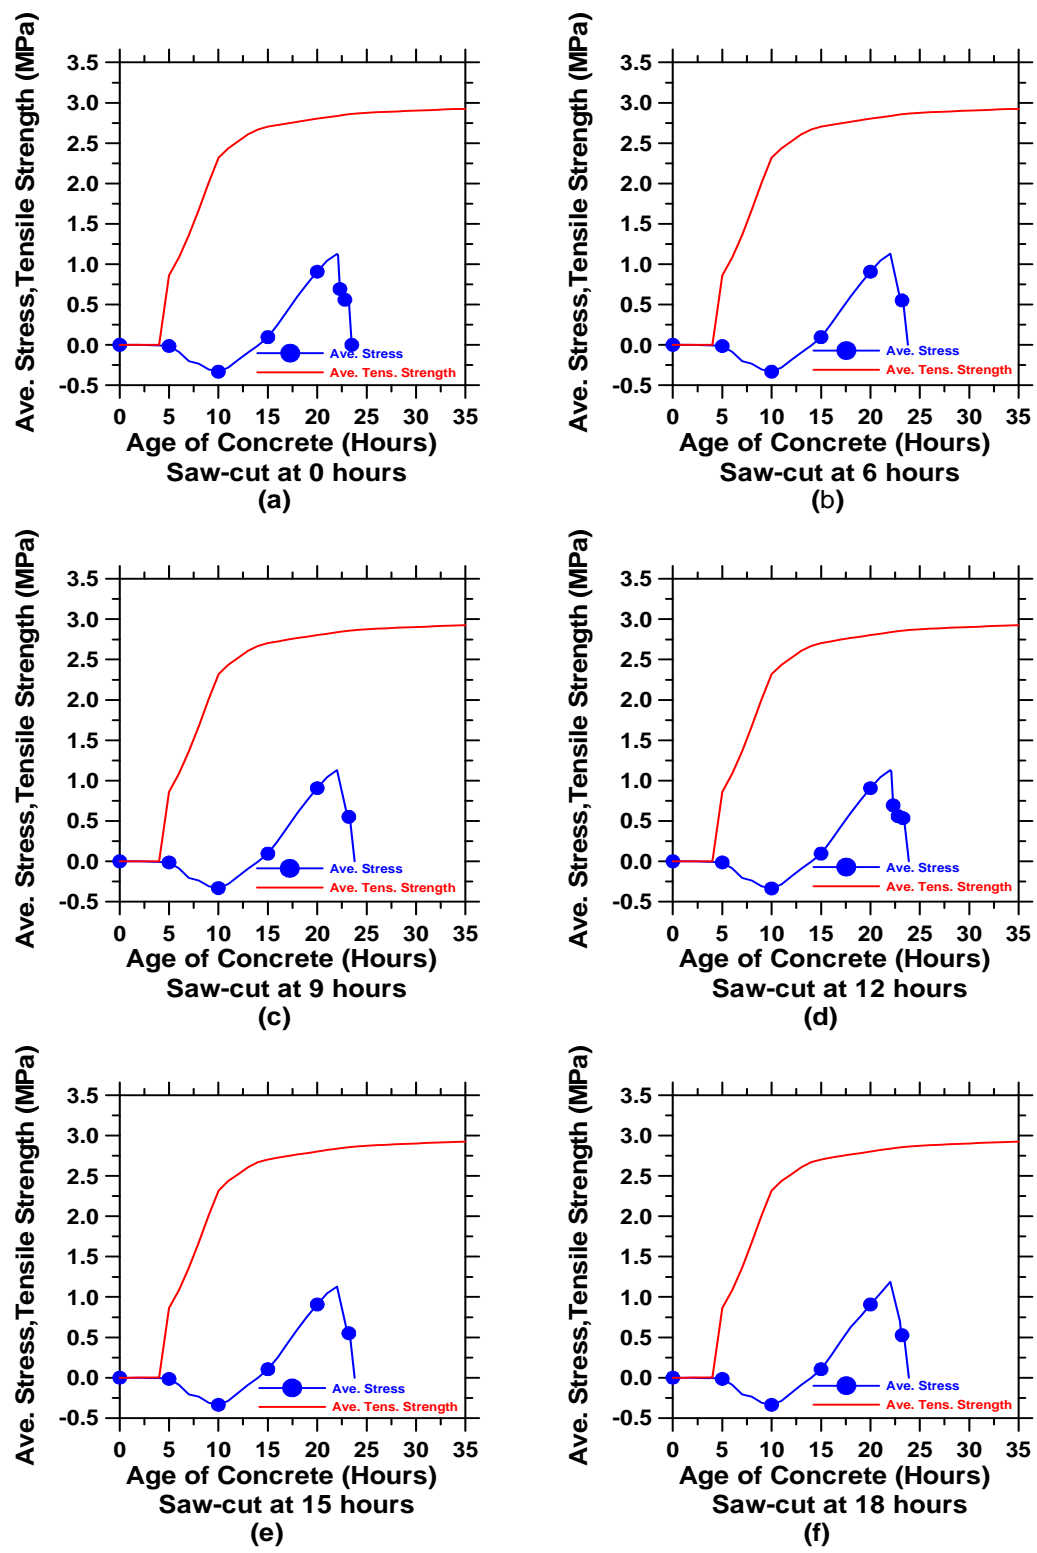 Ave. Stress,Tensile Strength (MPa)
3.5
3.0
2.5
2.0
1.5
1.0
0.5
0.0
-0.5
Ave. Stress
Ave. Tens. Strength
0 5 10 15 20 25 30 35
Age of Concrete (Hours)
Saw-cut at 0 hours
(a)
Ave. Stress,Tensile Strength (MPa)
3.5
3.0
2.5
2.0
1.5
1.0
0.5
0.0
-0.5
Ave. Stress
Ave. Tens. Strength
0 5 10 15 20 25 30 35
Age of Concrete (Hours)
Saw-cut at 6 hours
(b)
Ave. Stress,Tensile Strength (MPa)
3.5
3.0
2.5
2.0
1.5
1.0
0.5
0.0
-0.5
Ave. Stress
Ave. Tens. Strength
0 5 10 15 20 25 30 35
Age of Concrete (Hours)
Saw-cut at 9 hours
(c)
Ave. Stress,Tensile Strength (MPa)
3.5
3.0
2.5
2.0
1.5
1.0
0.5
0.0
-0.5
Ave. Stress
Ave. Tens. Strength
0 5 10 15 20 25 30 35
Age of Concrete (Hours)
Saw-cut at 12 hours
(d)
Ave. Stress,Tensile Strength (MPa)
3.5
3.0
2.5
2.0
1.5
1.0
0.5
0.0
-0.5
Ave. Stress
Ave. Tens. Strength
0 5 10 15 20 25 30 35
Age of Concrete (Hours)
Saw-cut at 15 hours
(e)
Ave. Stress,Tensile Strength (MPa)
3.5
3.0
2.5
2.0
1.5
1.0
0.5
0.0
-0.5
Ave. Stress
Ave. Tens. Strength
0 5 10 15 20 25 30 35
Age of Concrete (Hours)
Saw-cut at 18 hours
(f)